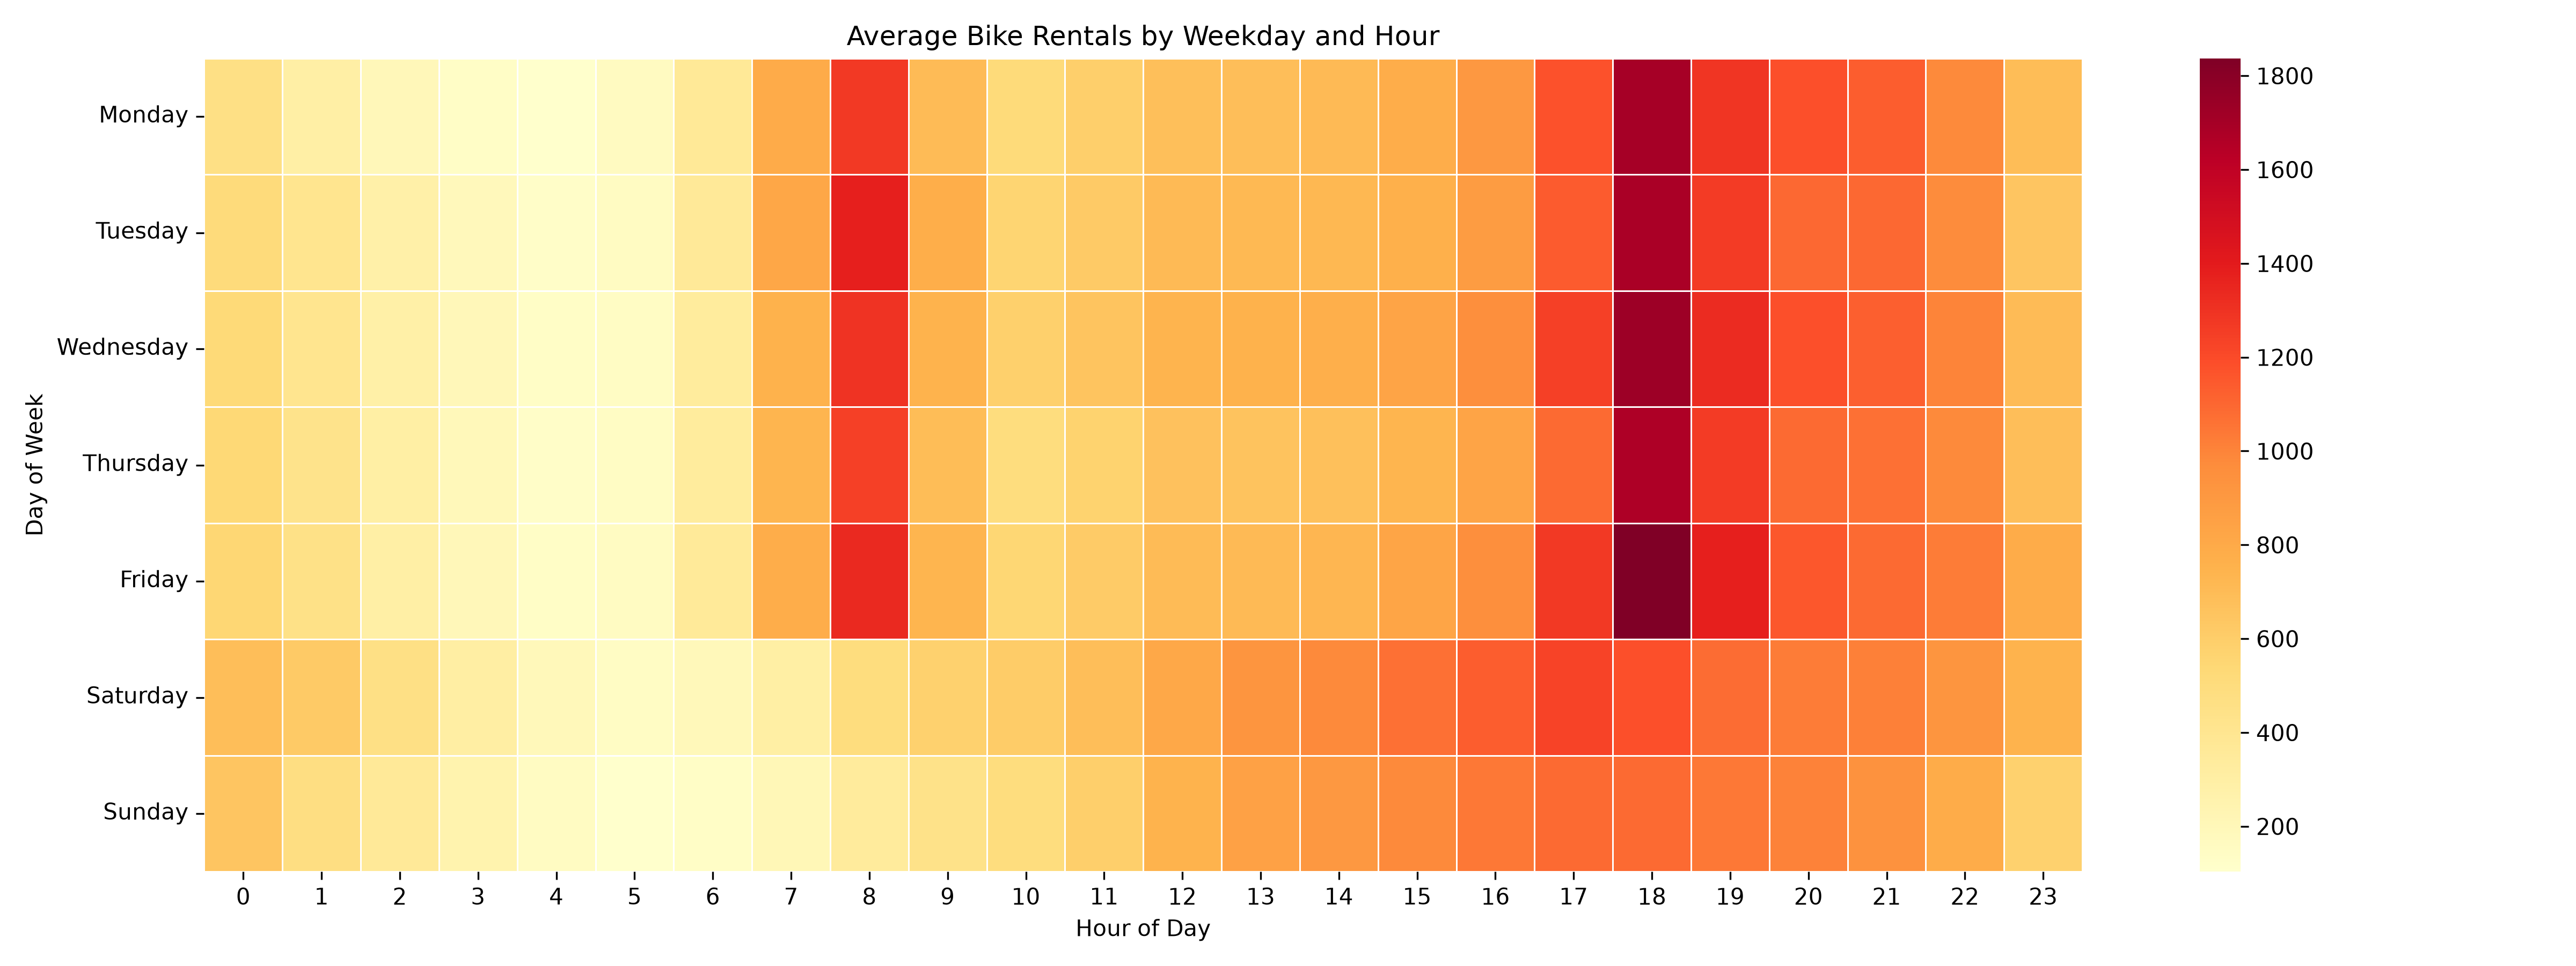 Average Bike Rentals by Weekday and Hour
Day of Week
Monday
Tuesday
Wednesday
Thursday
Friday
Saturday
Sunday
0 1 2 3 4 5 6 7 8 9 10 11 12 13 14 15 16 17 18 19 20 21 22 23
Hour of Day
1800
1600
1400
1200
1000
800
600
400
200